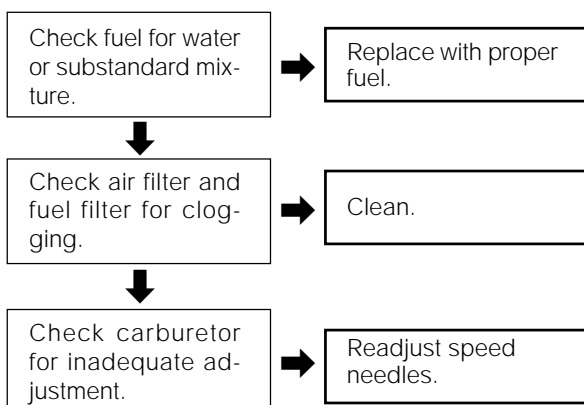 Check fuel for water
or substandard mix-
ture.
Replace with proper
fuel.
Check air filter and
fuel filter for clog-
ging.
Clean.
Check carburetor
for inadequate ad-
justment.
Readjust speed
needles.